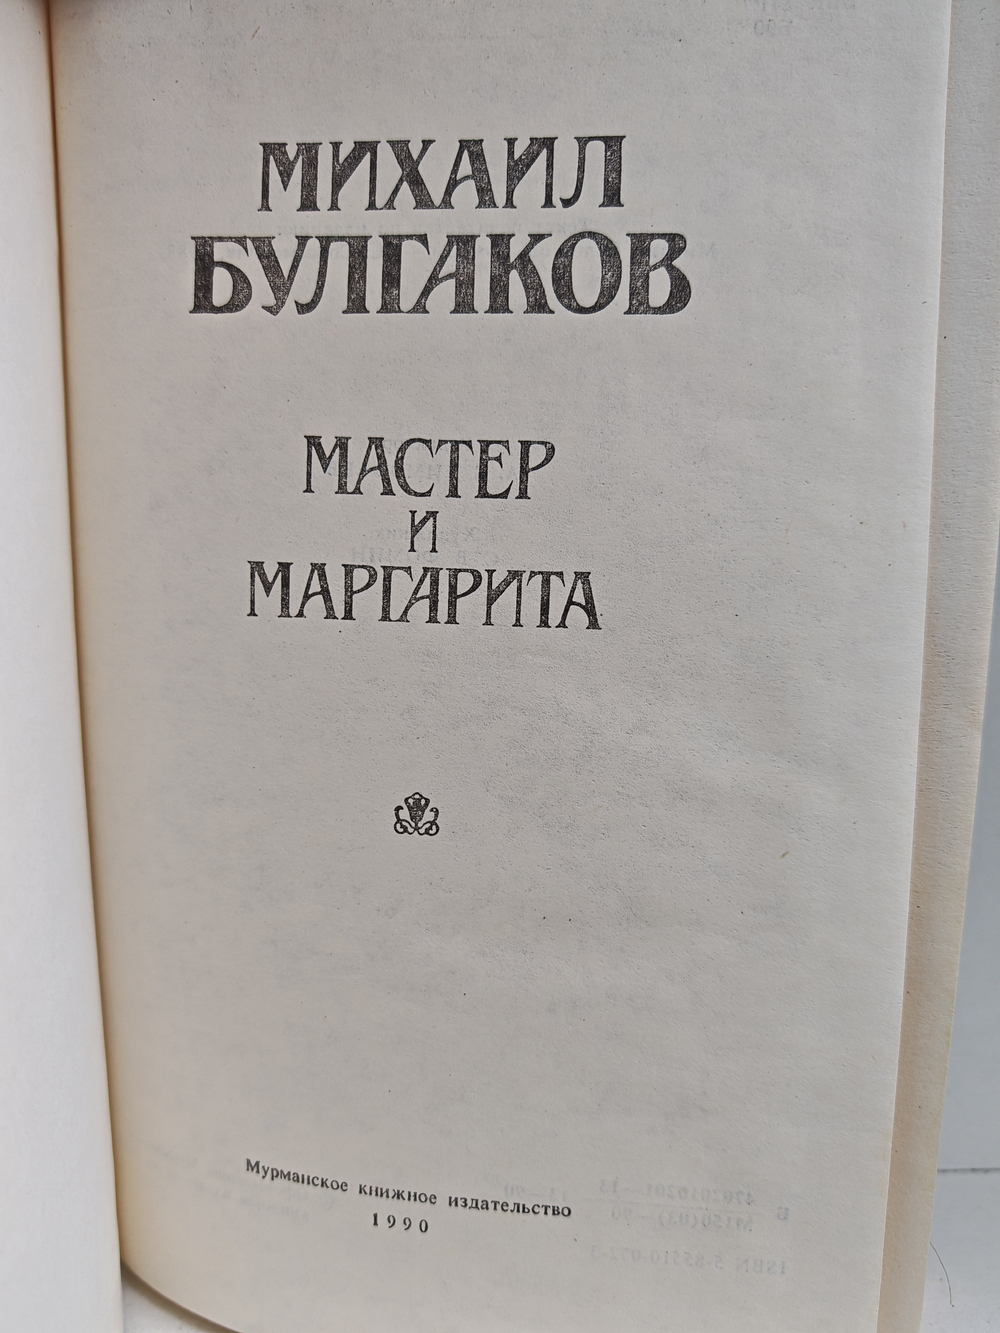 МИХАИЛ
БУЛГАКОВ
МАСТЕР
И
МАРГАРИТА
Мурманское книжное издательство
1990